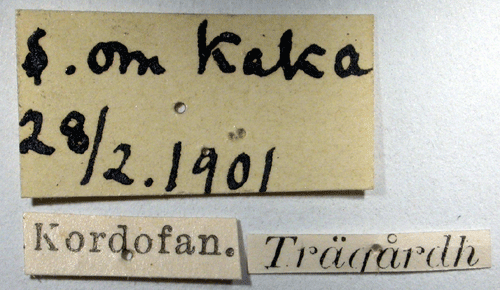 S. om Kaka
28/2.1901
Kordofan.
Trägårdh